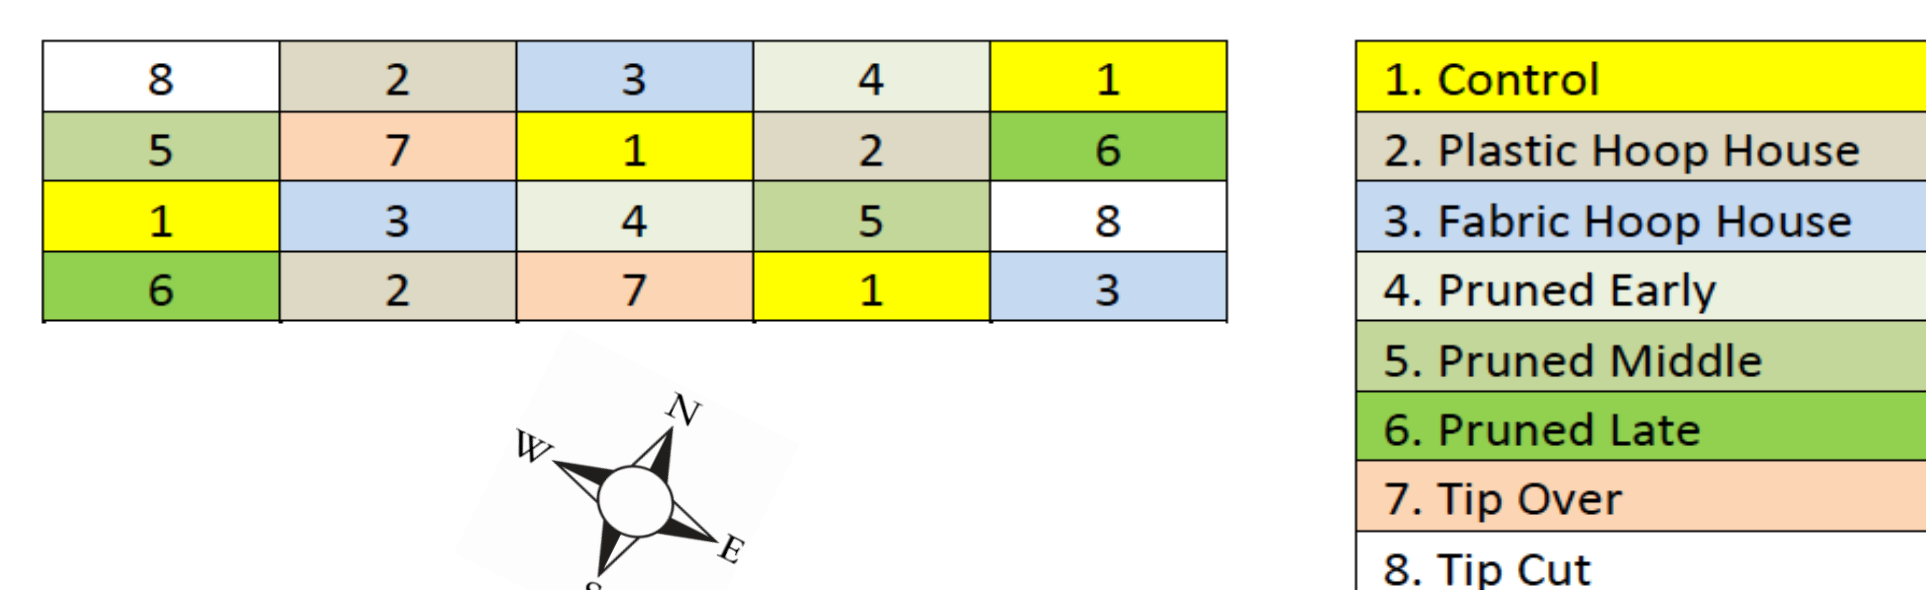 8 2 3 4 1
5 7 1 2 6
1 3 4 5 8
6 2 7 1 3
1. Control
2. Plastic Hoop House
3. Fabric Hoop House
4. Pruned Early
5. Pruned Middle
6. Pruned Late
7. Tip Over
8. Tip Cut
N
W
E
S